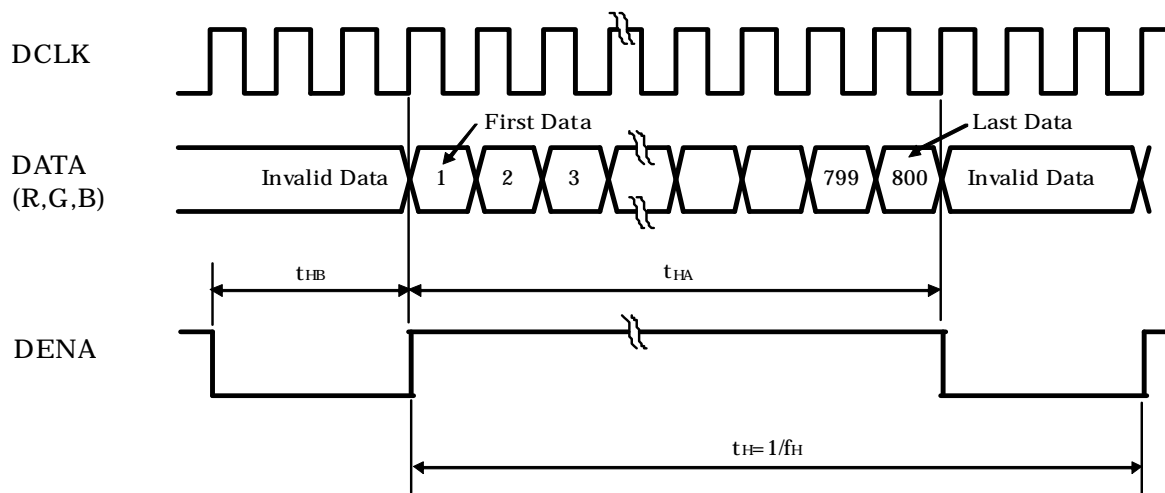 DCLK
First Data
Last Data
DATA
(R,G,B)
Invalid Data 1 2 3 799 800 Invalid Data
tHB
tHA
DENA
tH=1/fH